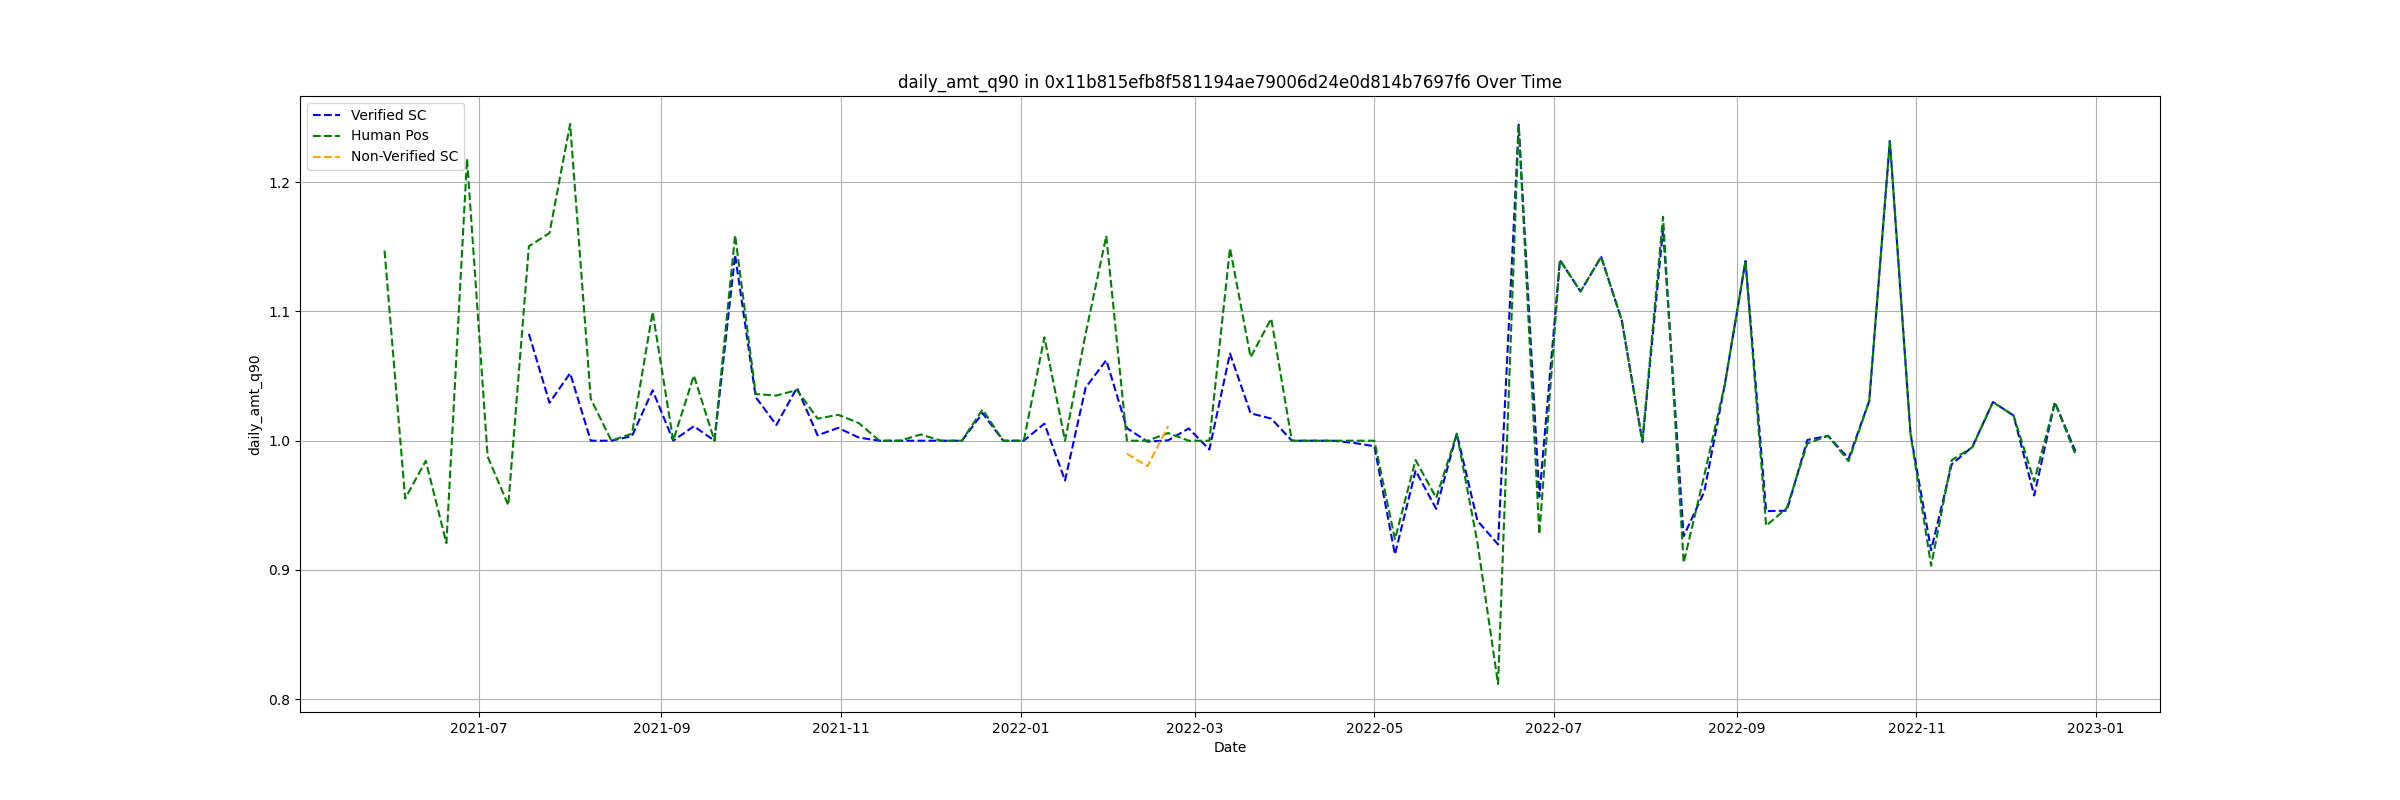 daily_amt_q90 in 0x11b815efb8f581194ae79006d24e0d814b7697f6 Over Time
Verified SC
Human Pos
Non-Verified SC
daily_amt_q90
1.2
1.1
1.0
0.9
0.8
2021-07
2021-09
2021-11
2022-01
2022-03
2022-05
2022-07
2022-09
2022-11
2023-01
Date